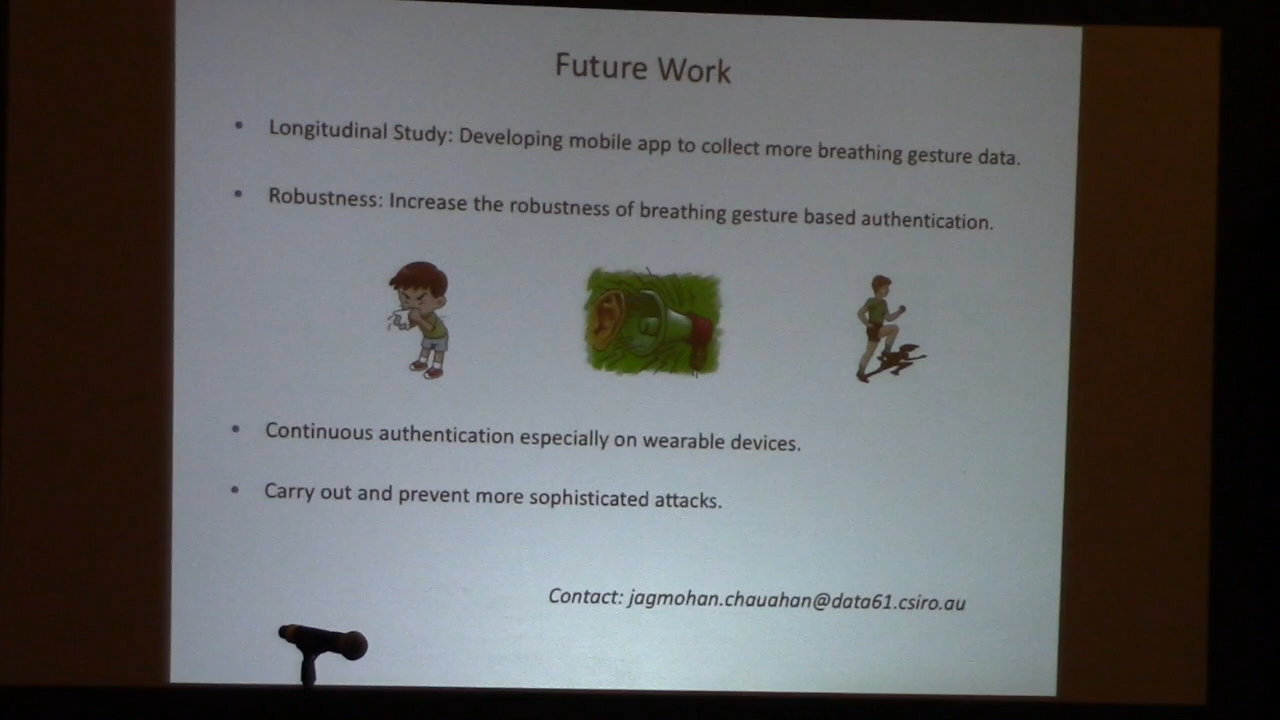 Future Work
• Longitudinal Study: Developing mobile app to collect more breathing gesture data.
• Robustness: Increase the robustness of breathing gesture based authentication.
• Continuous authentication especially on wearable devices.
• Carry out and prevent more sophisticated attacks.
Contact: jagmohan.chauahan@data61.csiro.au